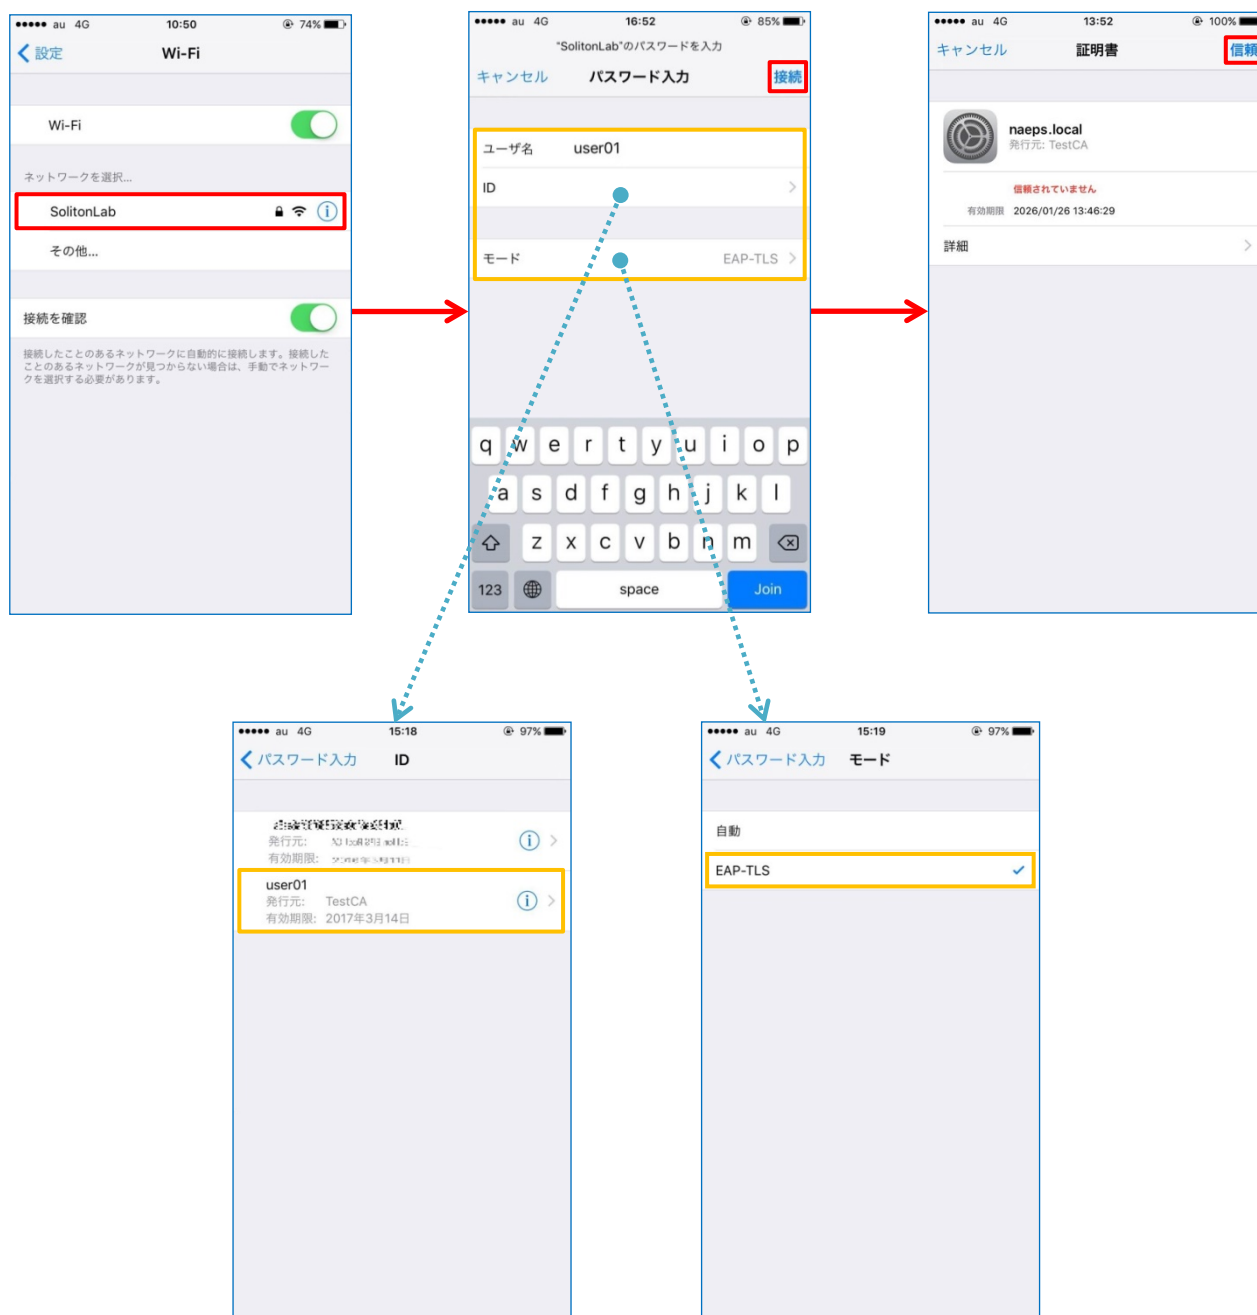 au 4G 10:50 74%
設定 Wi-Fi
Wi-Fi
ネットワークを選択...
SolitonLab
その他...
接続を確認
接続したことのあるネットワークに自動的に接続します。接続した
ことのあるネットワークが見つからない場合は、手動でネットワー
クを選択する必要があります。
au 4G 16:52 85%
"SolitonLab"のパスワードを入力
キャンセル パスワード入力 接続
ユーザ名 user01
ID
モード EAP-TLS
q w e r t y u i o p
a s d f g h j k l
z x c v b n m
123 space Join
au 4G 13:52 100%
キャンセル 証明書 信頼
naeps.local
発行元: TestCA
信頼されていません
有効期限 2026/01/26 13:46:29
詳細
au 4G 15:18 97%
パスワード入力 ID
発行元:
有効期限:
user01
発行元: TestCA
有効期限: 2017年3月14日
au 4G 15:19 97%
パスワード入力 モード
自動
EAP-TLS